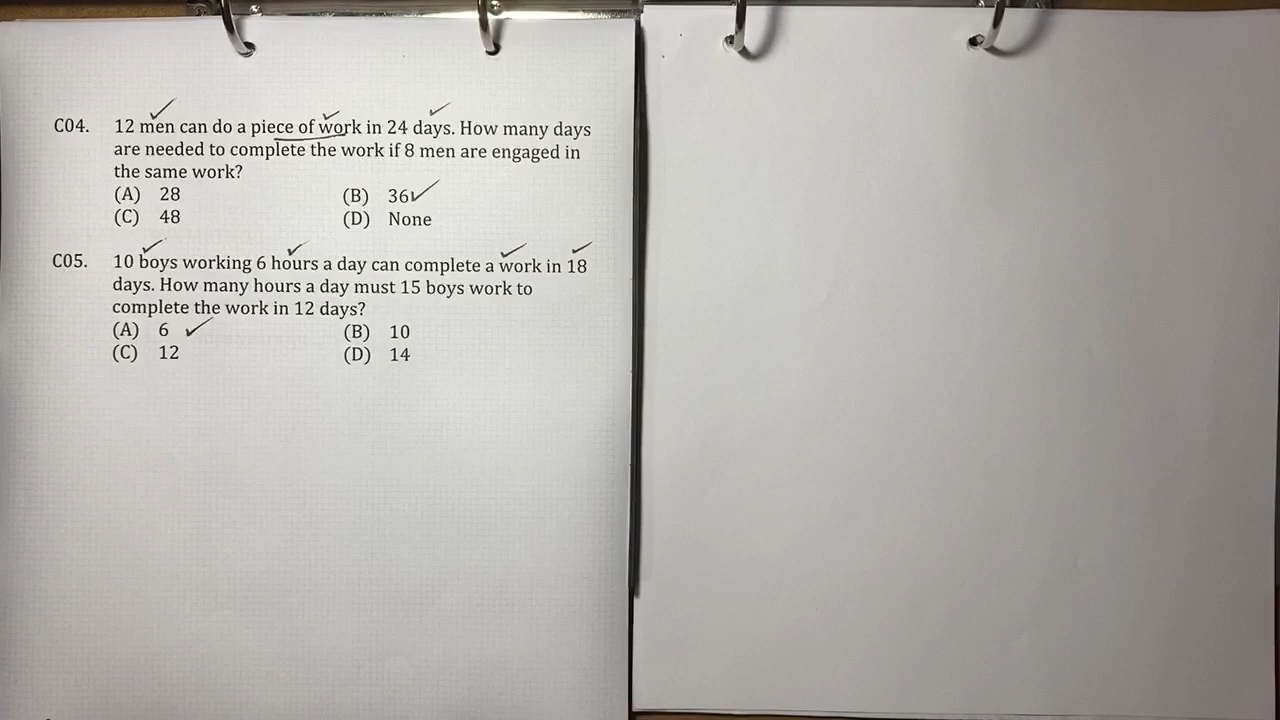 C04. 12 men can do a piece of work in 24 days. How many days
are needed to complete the work if 8 men are engaged in
the same work?
(A) 28 (B) 36
(C) 48 (D) None
C05. 10 boys working 6 hours a day can complete a work in 18
days. How many hours a day must 15 boys work to
complete the work in 12 days?
(A) 6 (B) 10
(C) 12 (D) 14